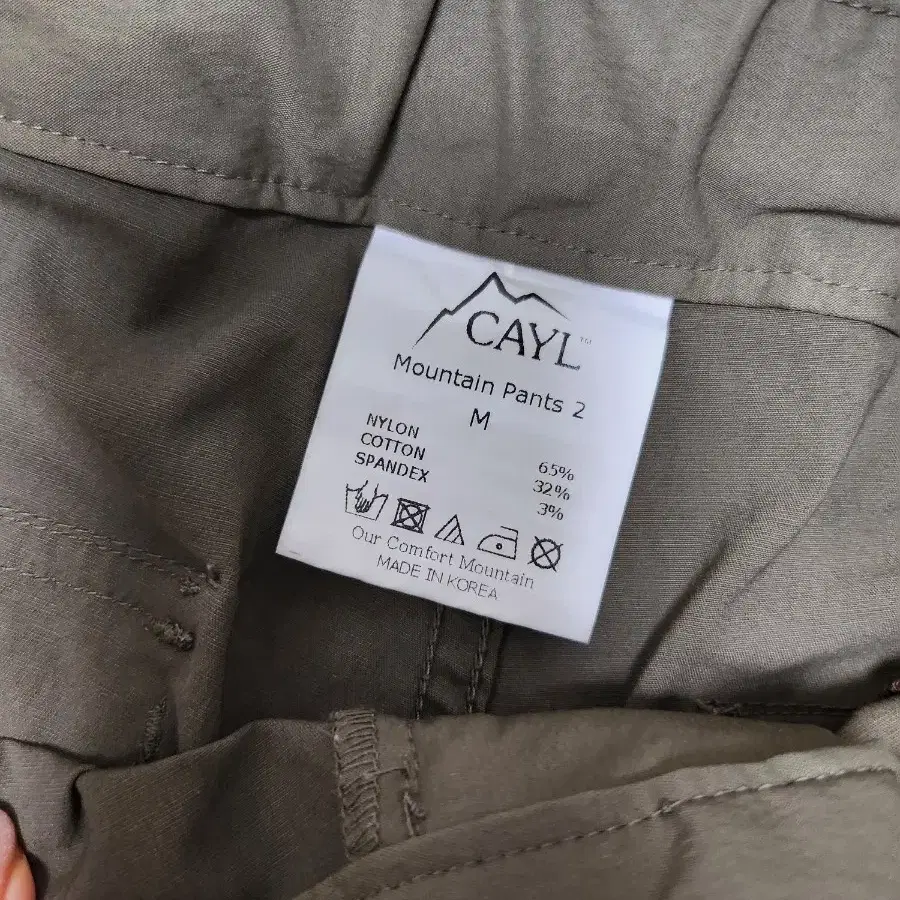 CAYL™
Mountain Pants 2
M
NYLON 65%
COTTON 32%
SPANDEX 3%
Our Comfort Mountain
MADE IN KOREA